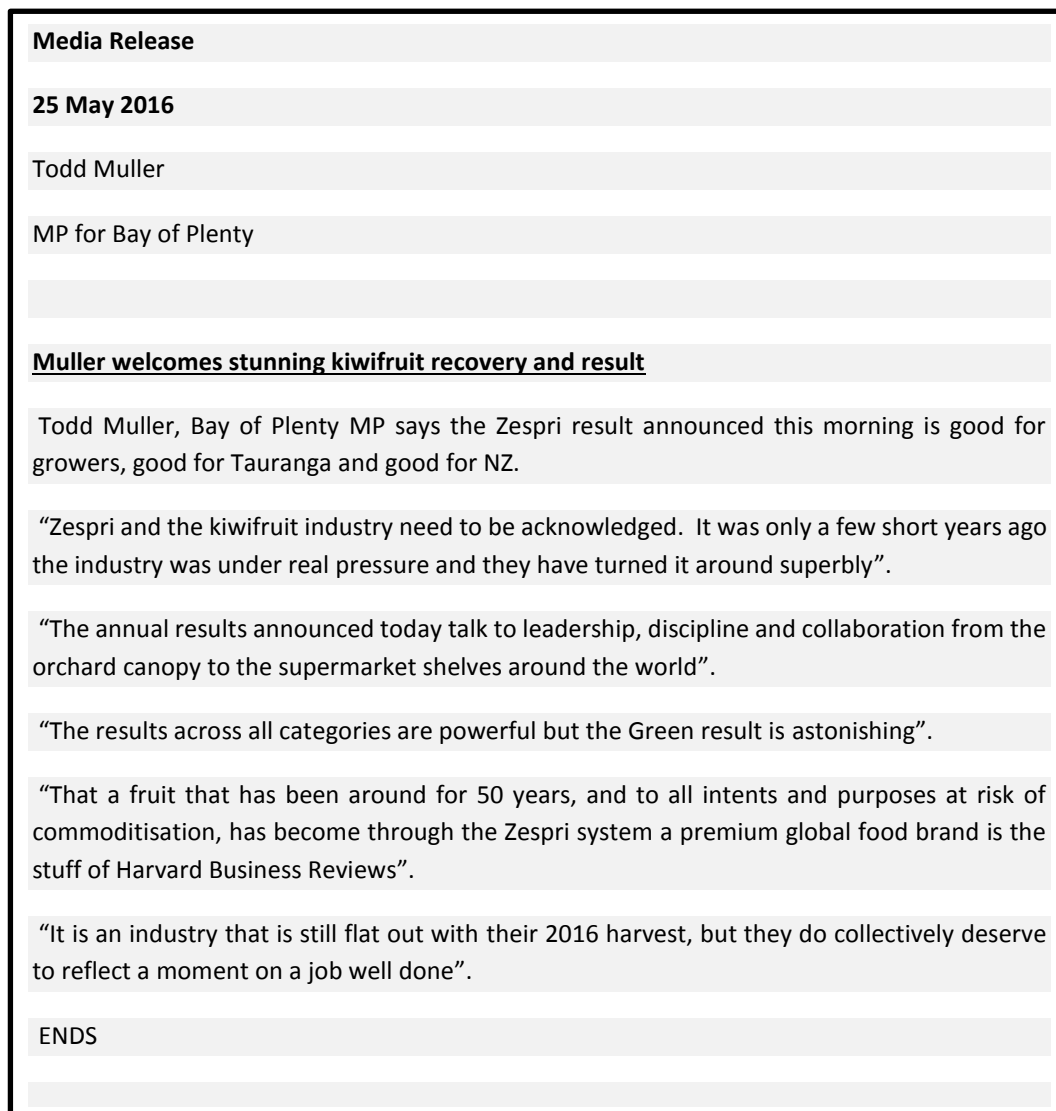 Media Release
25 May 2016
Todd Muller
MP for Bay of Plenty
Muller welcomes stunning kiwifruit recovery and result
Todd Muller, Bay of Plenty MP says the Zespri result announced this morning is good for
growers, good for Tauranga and good for NZ.
“Zespri and the kiwifruit industry need to be acknowledged.  It was only a few short years ago
the industry was under real pressure and they have turned it around superbly”.
“The annual results announced today talk to leadership, discipline and collaboration from the
orchard canopy to the supermarket shelves around the world”.
“The results across all categories are powerful but the Green result is astonishing”.
“That a fruit that has been around for 50 years, and to all intents and purposes at risk of
commoditisation, has become through the Zespri system a premium global food brand is the
stuff of Harvard Business Reviews”.
“It is an industry that is still flat out with their 2016 harvest, but they do collectively deserve
to reflect a moment on a job well done”.
ENDS